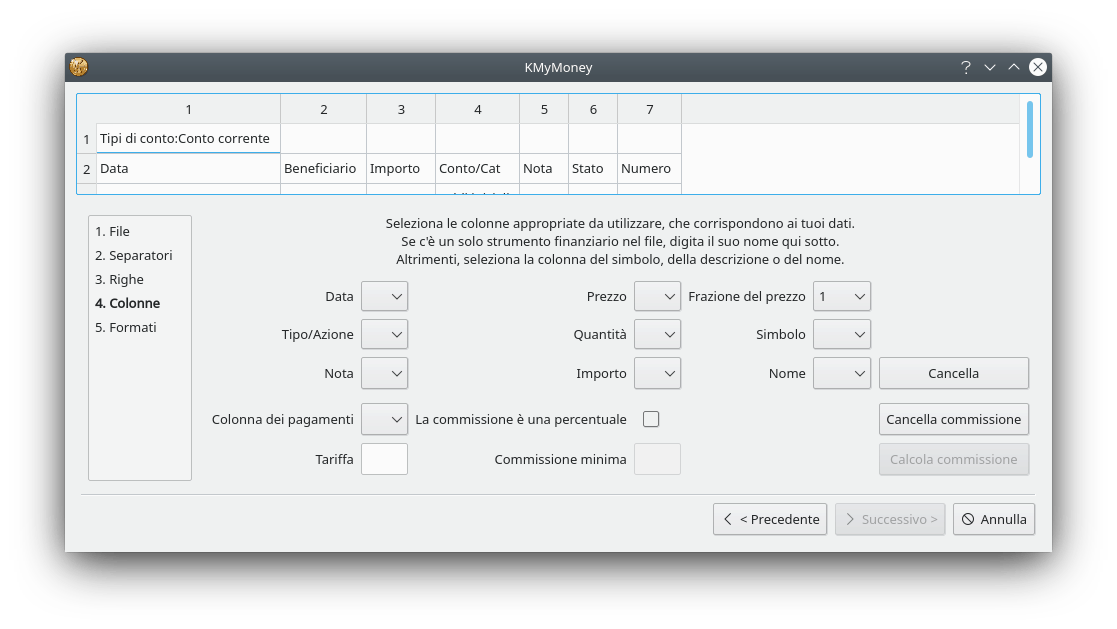 KMyMoney
1 2 3 4 5 6 7
1 Tipi di conto:Conto corrente
2 Data Beneficiario Importo Conto/Cat Nota Stato Numero
1. File
2. Separatori
3. Righe
4. Colonne
5. Formati
Seleziona le colonne appropriate da utilizzare, che corrispondono ai tuoi dati.
Se c'è un solo strumento finanziario nel file, digita il suo nome qui sotto.
Altrimenti, seleziona la colonna del simbolo, della descrizione o del nome.
Data Prezzo Frazione del prezzo 1
Tipo/Azione Quantità Simbolo
Nota Importo Nome Cancella
Colonna dei pagamenti La commissione è una percentuale Cancella commissione
Tariffa Commissione minima Calcola commissione
< Precedente Successivo > Annulla